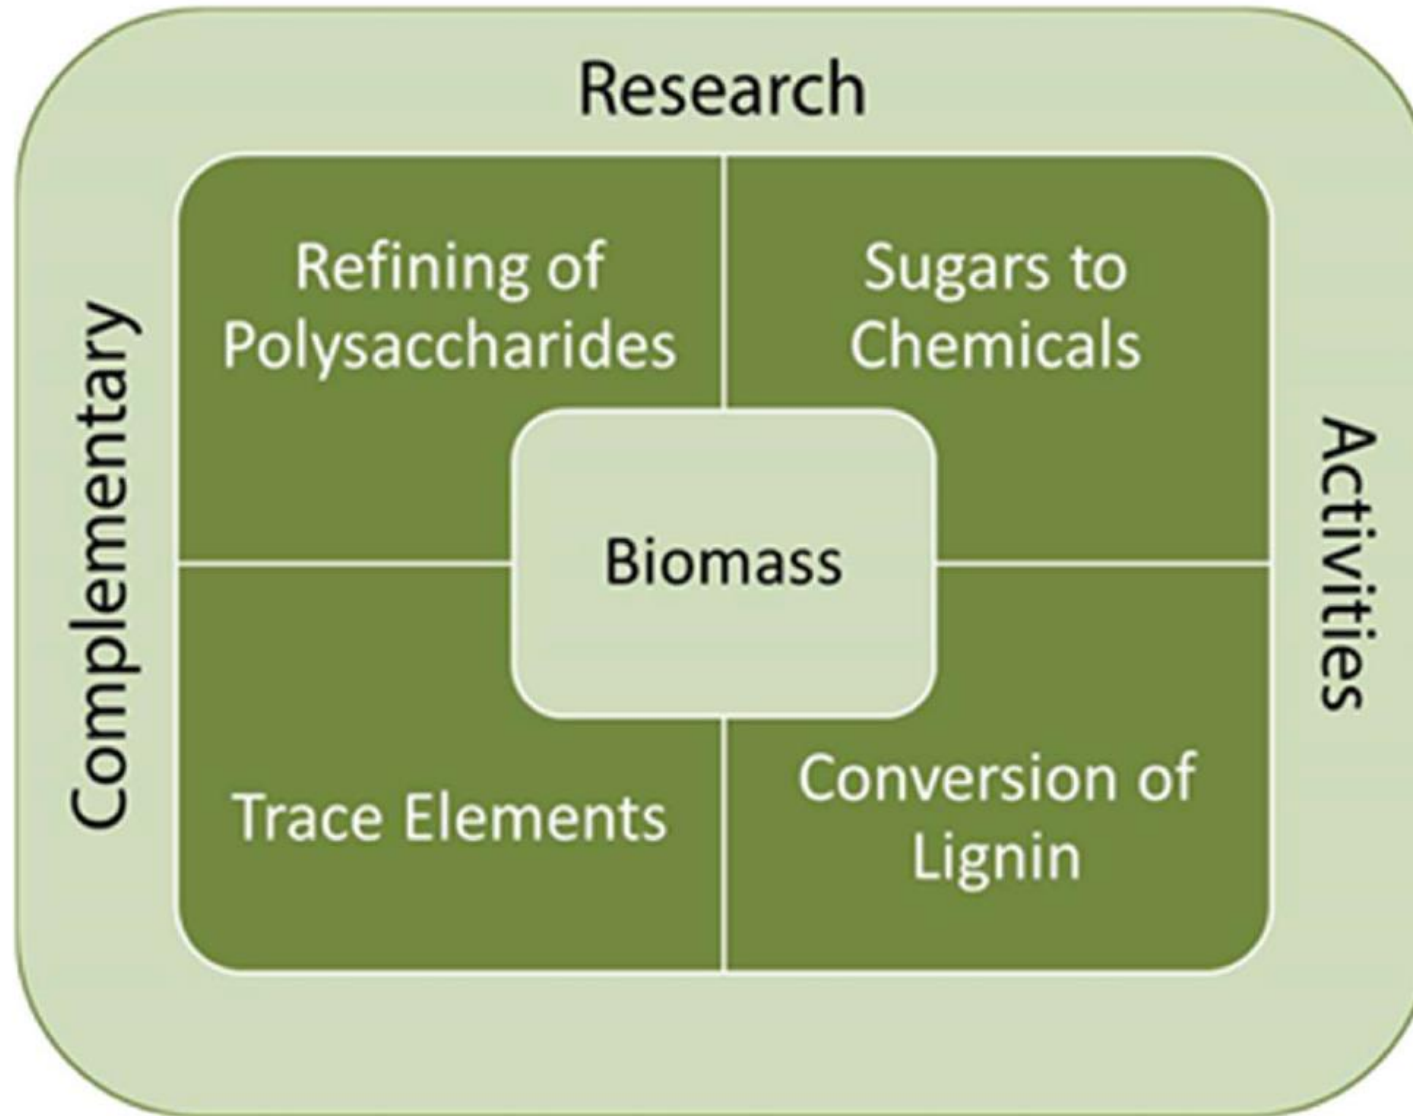 Research
Complementary
Refining of
Polysaccharides
Sugars to
Chemicals
Activities
Biomass
Trace Elements
Conversion of
Lignin